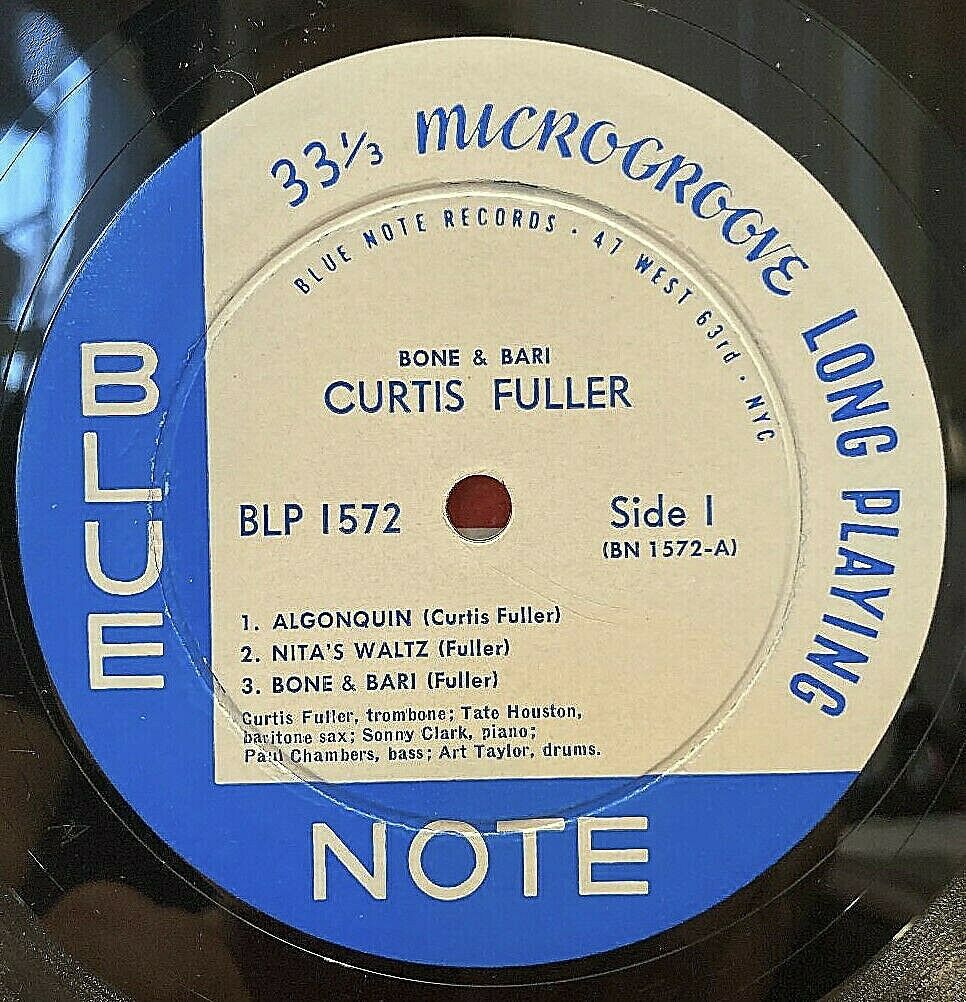 33⅓ MICROGROOVE LONG PLAYING
BLUE NOTE RECORDS · 47 WEST 63rd · NYC
BONE & BARI
CURTIS FULLER
BLP 1572
Side 1
(BN 1572-A)
1. ALGONQUIN (Curtis Fuller)
2. NITA'S WALTZ (Fuller)
3. BONE & BARI (Fuller)
Curtis Fuller, trombone; Tate Houston,
baritone sax; Sonny Clark, piano;
Paul Chambers, bass; Art Taylor, drums.
BLUE
NOTE